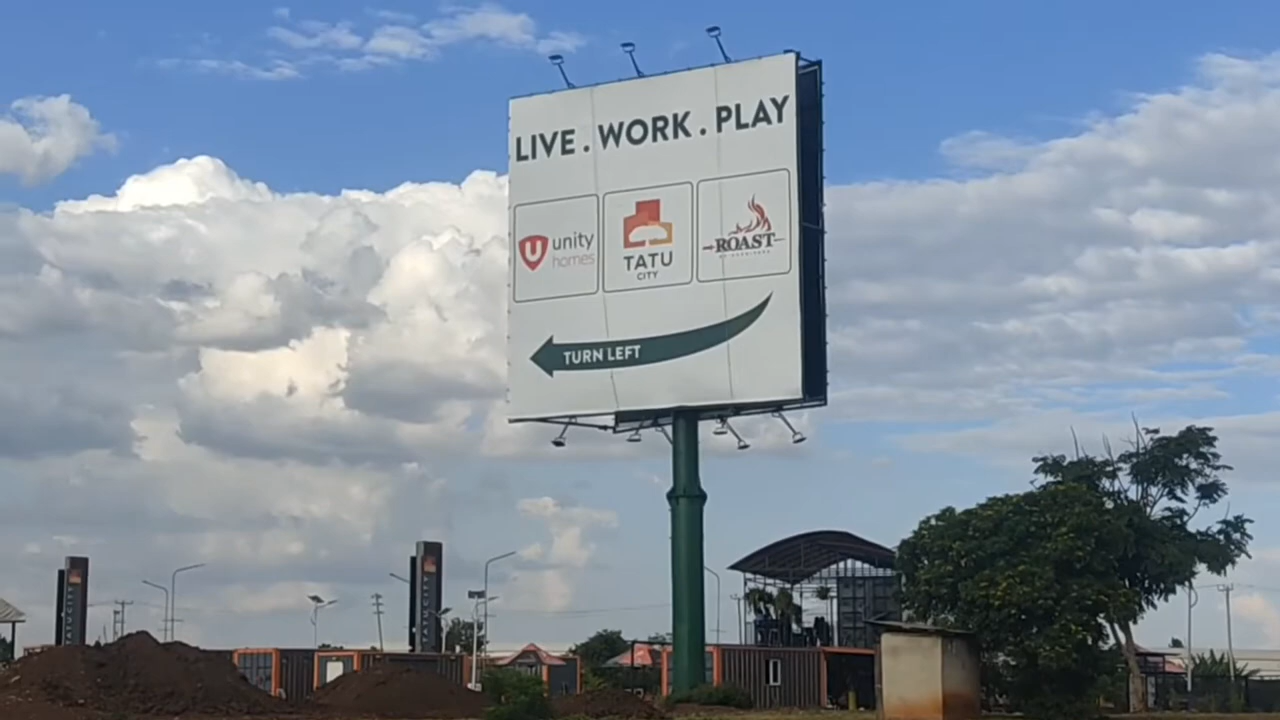 LIVE . WORK . PLAY
unity
homes
TATU
CITY
ROAST
TURN LEFT